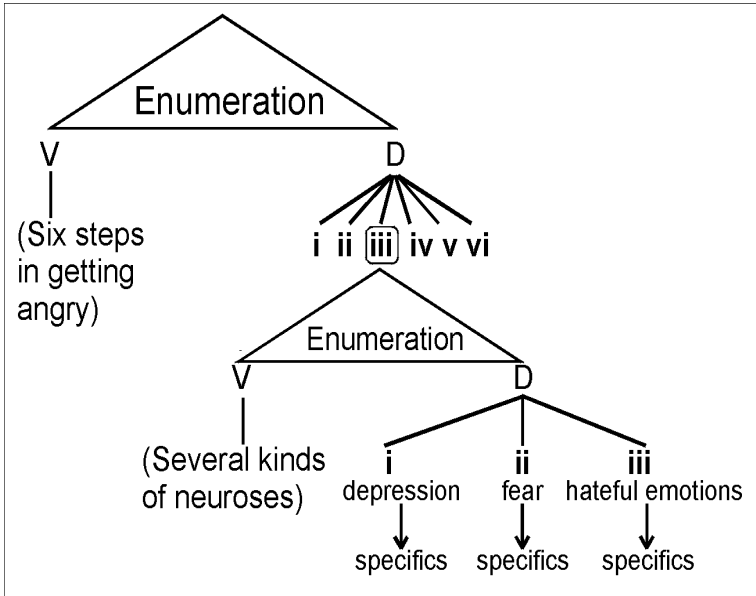 Enumeration
V D
(Six steps
in getting
angry)
i ii iii iv v vi
Enumeration
V D
(Several kinds
of neuroses)
i ii iii
depression fear hateful emotions
specifics specifics specifics